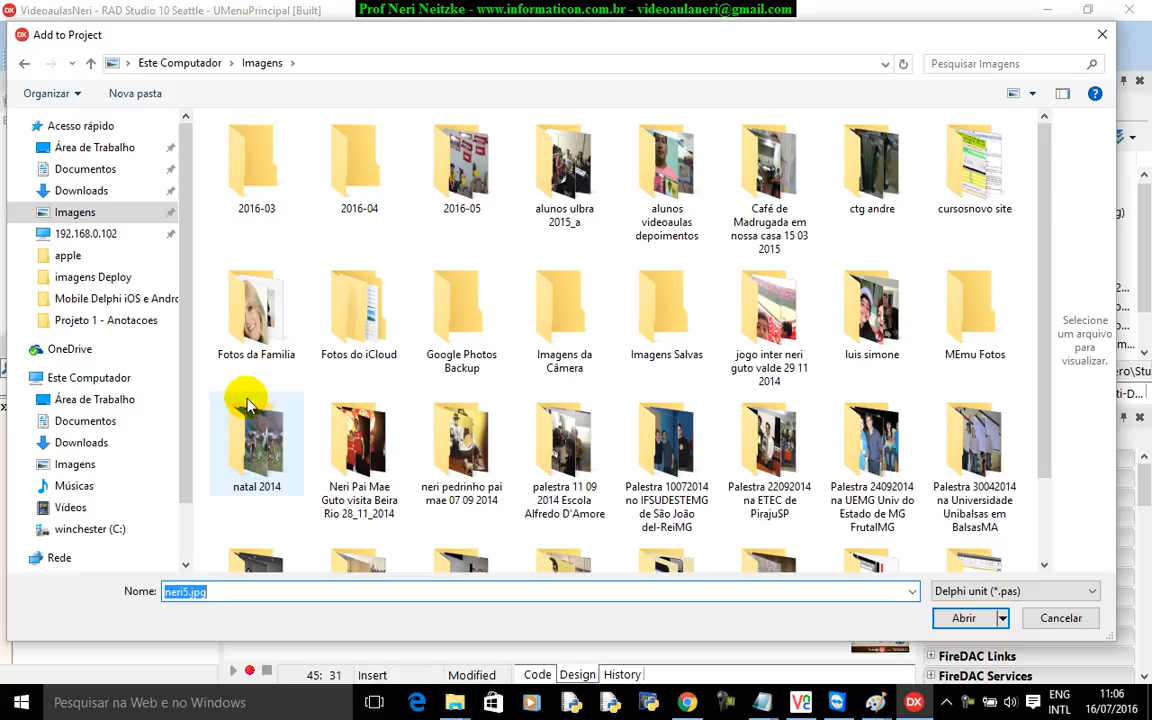 VideoaulasNeri - RAD Studio 10 Seattle - UMenuPrincipal [Built]
Prof Neri Neitzke - www.informaticon.com.br - videoaulaneri@gmail.com
Add to Project
Este Computador
Imagens
Pesquisar Imagens
Organizar
Nova pasta
Acesso rápido
Área de Trabalho
Documentos
Downloads
Imagens
192.168.0.102
apple
imagens Deploy
Mobile Delphi iOS e Andro
Projeto 1 - Anotacoes
OneDrive
Este Computador
Área de Trabalho
Documentos
Downloads
Imagens
Músicas
Vídeos
winchester (C:)
Rede
2016-03
2016-04
2016-05
alunos ulbra
2015_a
alunos
videoaulas
depoimentos
Café de
Madrugada em
nossa casa 15 03
2015
ctg andre
cursosnovo site
Fotos da Familia
Fotos do iCloud
Google Photos
Backup
Imagens da
Câmera
Imagens Salvas
jogo inter neri
guto valde 29 11
2014
luis simone
MEmu Fotos
natal 2014
Neri Pai Mae
Guto visita Beira
Rio 28_11_2014
neri pedrinho pai
mae 07 09 2014
palestra 11 09
2014 Escola
Alfredo D'Amore
Palestra 10072014
no IFSUDESTEMG
de São João
del-ReiMG
Palestra 22092014
na ETEC de
PirajuSP
Palestra 24092014
na UEMG Univ do
Estado de MG
FrutalMG
Palestra 30042014
na Universidade
Unibalsas em
BalsasMA
Selecione
um arquivo
para
visualizar.
Nome:
neri5.jpg
Delphi unit (*.pas)
Abrir
Cancelar
45: 31
Insert
Modified
Code
Design
History
FireDAC Links
FireDAC Services
Pesquisar na Web e no Windows
ENG
INTL
11:06
16/07/2016